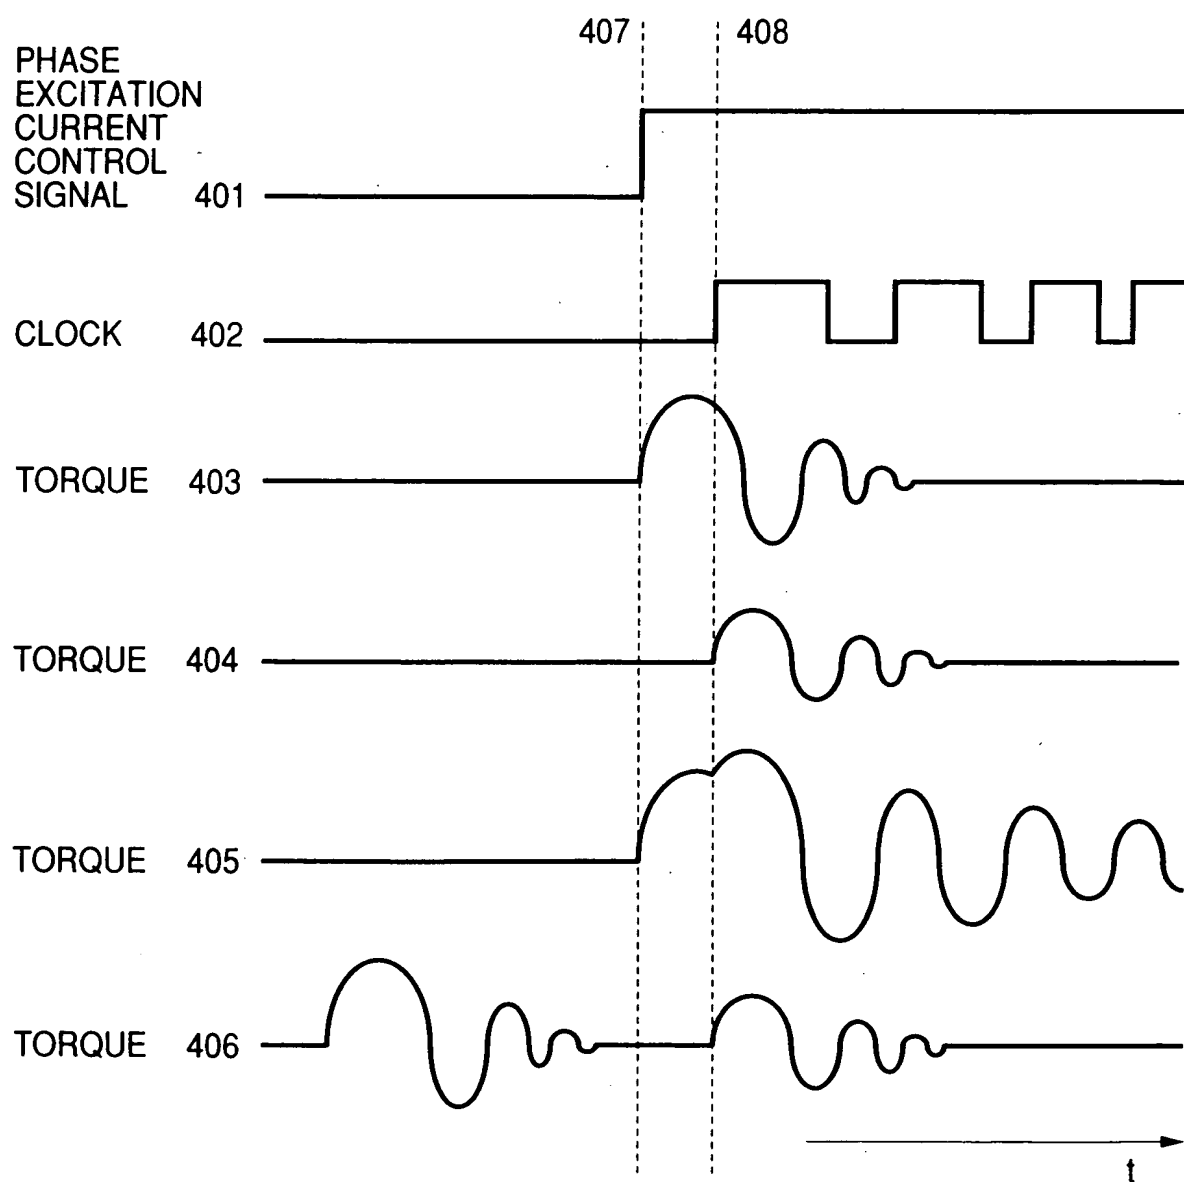 407 408
PHASE
EXCITATION
CURRENT
CONTROL
SIGNAL 401
CLOCK 402
TORQUE 403
TORQUE 404
TORQUE 405
TORQUE 406
t